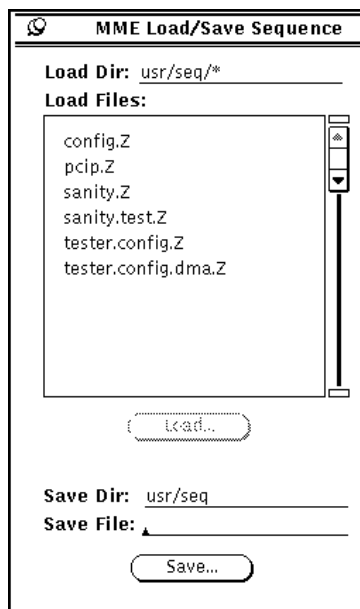 MME Load/Save Sequence
Load Dir: usr/seq/*
Load Files:
config.Z
pcip.Z
sanity.Z
sanity.test.Z
tester.config.Z
tester.config.dma.Z
Load...
Save Dir: usr/seq
Save File:
Save...